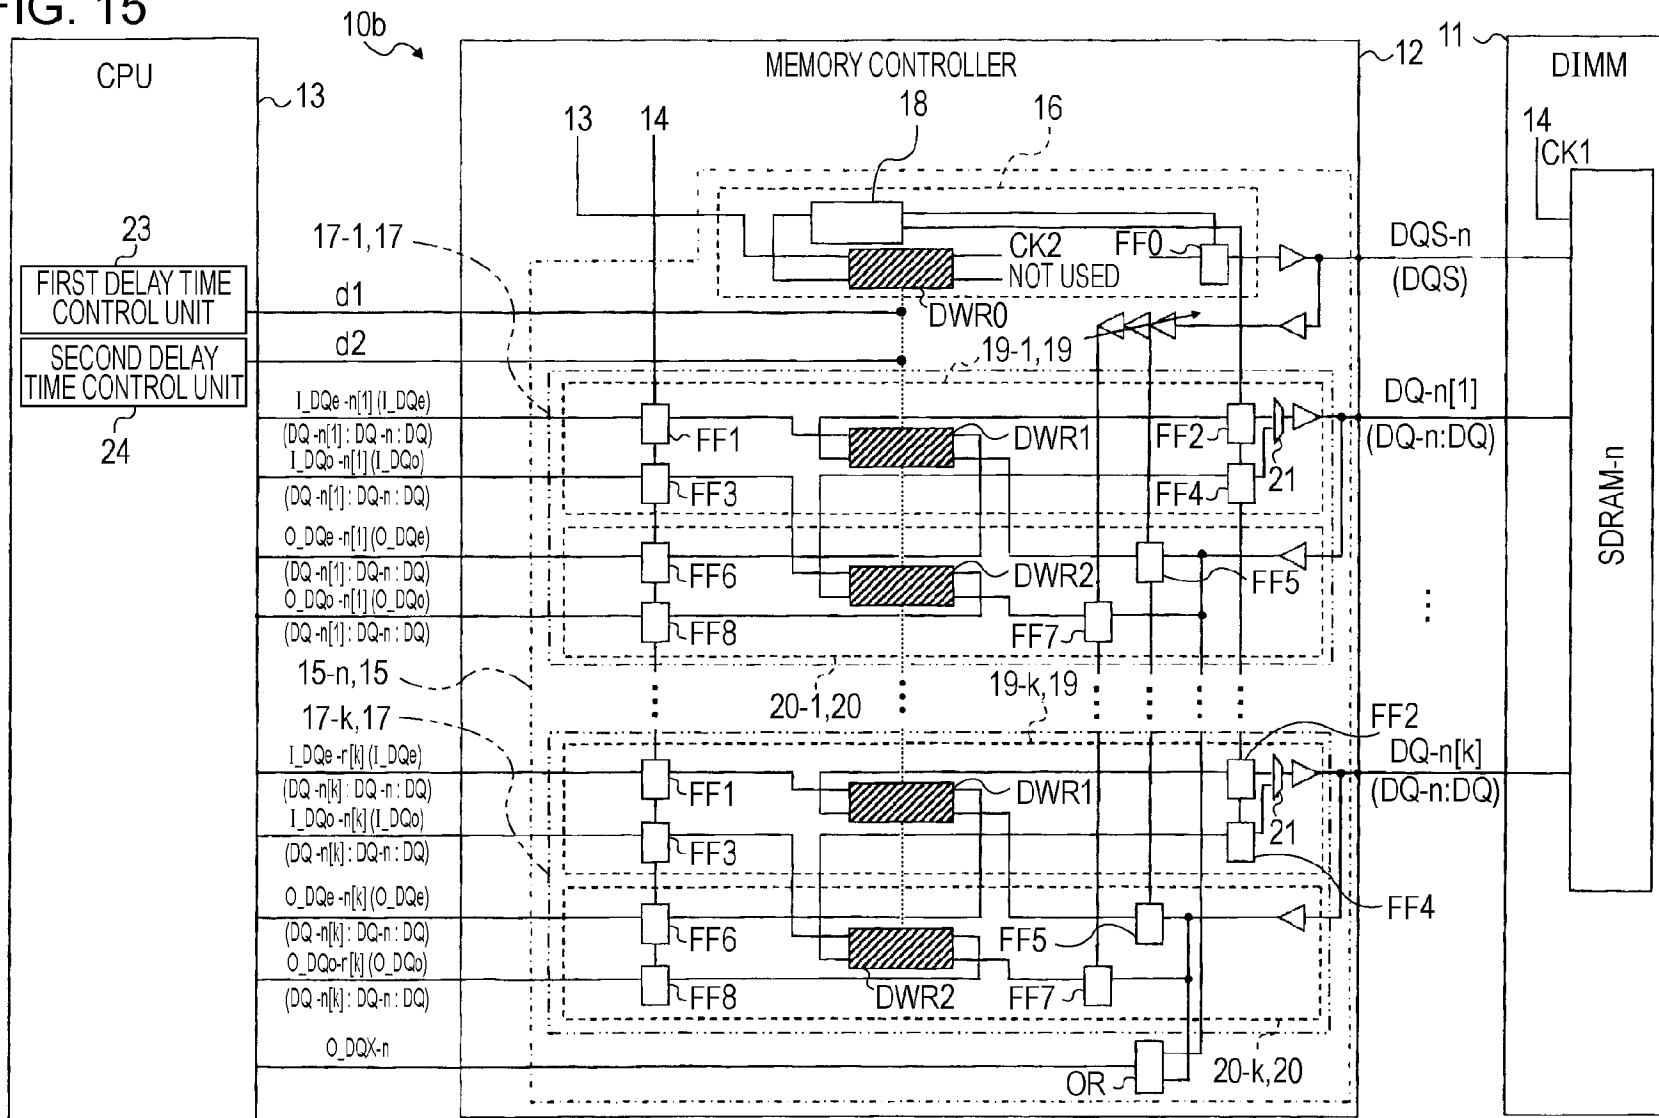 FIG. 15
10b
CPU
13
MEMORY CONTROLLER
12
11
DIMM
13
14
18
16
14
CK1
SDRAM-n
23
FIRST DELAY TIME
CONTROL UNIT
d1
SECOND DELAY
TIME CONTROL UNIT
d2
24
17-1,17
CK2
NOT USED
FF0
DWR0
DQS-n
(DQS)
19-1,19
I_DQe-n[1] (I_DQe)
(DQ-n[1] : DQ-n : DQ)
I_DQo-n[1] (I_DQo)
(DQ-n[1] : DQ-n : DQ)
O_DQe-n[1] (O_DQe)
(DQ-n[1] : DQ-n : DQ)
O_DQo-n[1] (O_DQo)
(DQ-n[1] : DQ-n : DQ)
FF1
DWR1
FF2
FF3
FF4
21
DQ-n[1]
(DQ-n:DQ)
FF6
DWR2
FF5
FF8
FF7
15-n,15
20-1,20
19-k,19
17-k,17
FF2
DQ-n[k]
(DQ-n:DQ)
I_DQe-r[k] (I_DQe)
(DQ-n[k] : DQ-n : DQ)
I_DQo-n[k] (I_DQo)
(DQ-n[k] : DQ-n : DQ)
O_DQe-n[k] (O_DQe)
(DQ-n[k] : DQ-n : DQ)
O_DQo-r[k] (O_DQo)
(DQ-n[k] : DQ-n : DQ)
FF1
DWR1
21
FF3
FF4
FF6
FF5
FF8
DWR2
FF7
O_DQX-n
OR
20-k,20